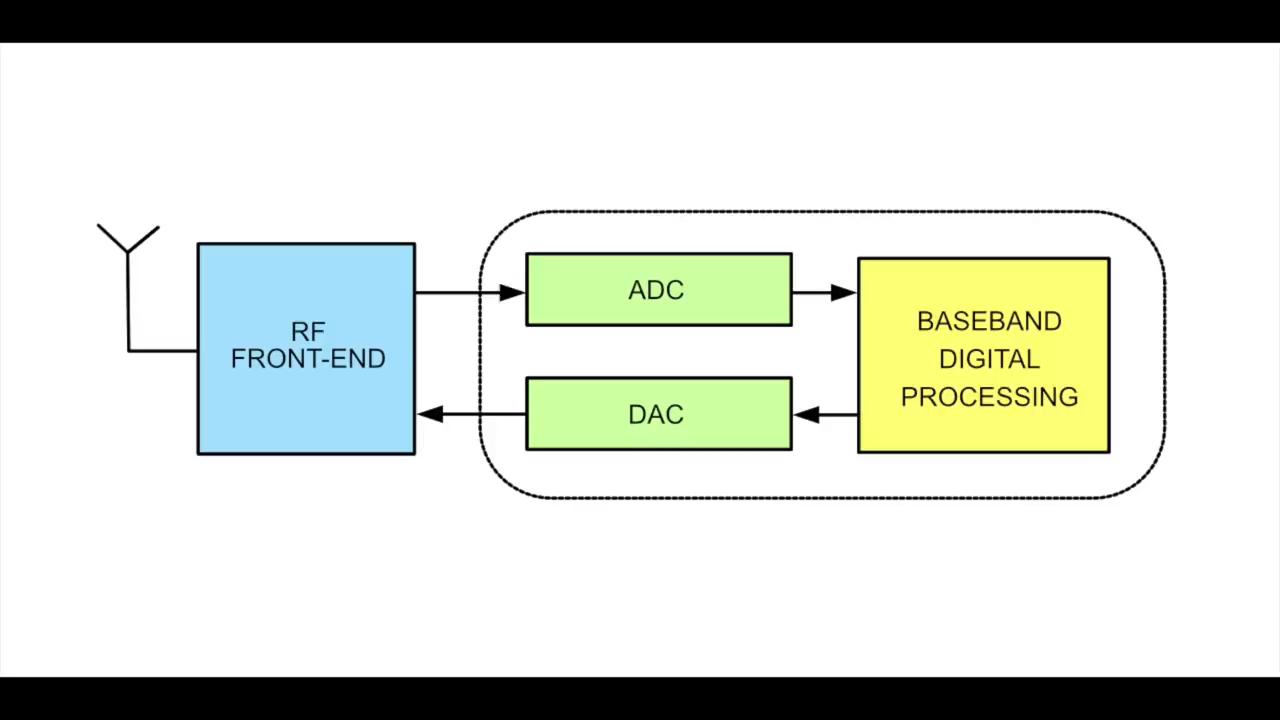 RF
FRONT-END
ADC
DAC
BASEBAND
DIGITAL
PROCESSING